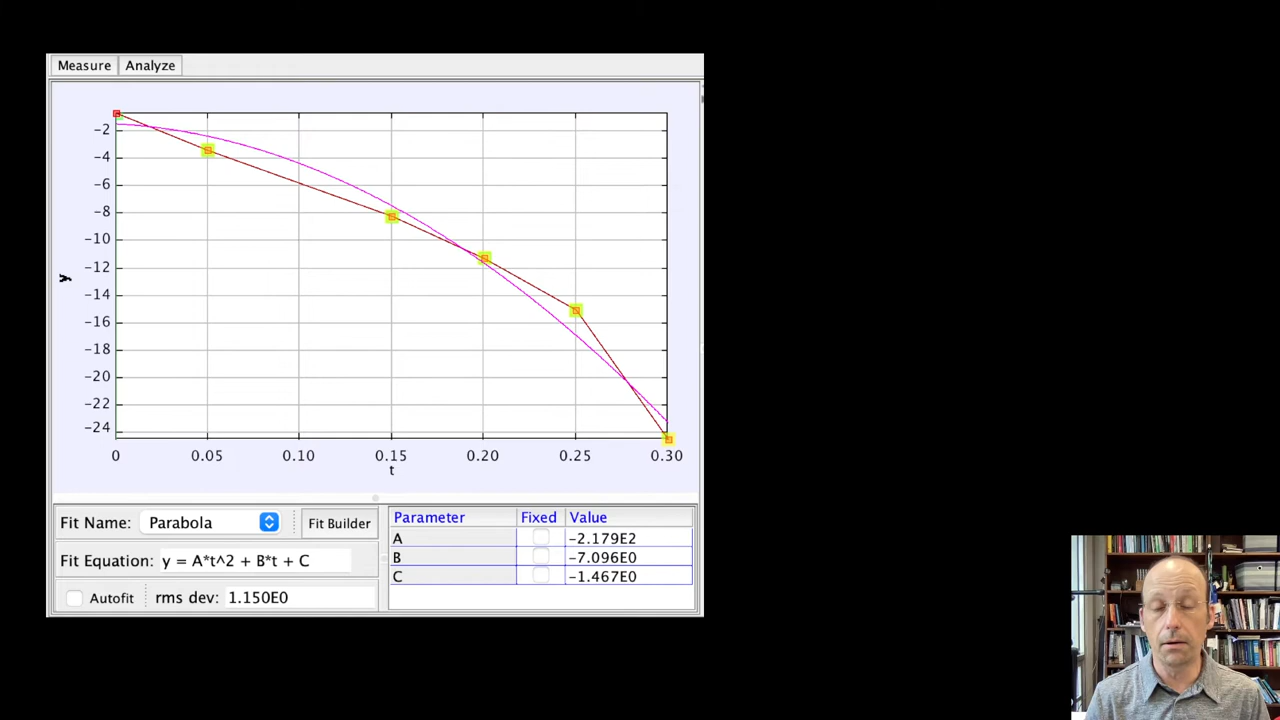 Measure Analyze
-2
-4
-6
-8
-10
-12
-14
-16
-18
-20
-22
-24
y
0 0.05 0.10 0.15 0.20 0.25 0.30
t
Fit Name: Parabola Fit Builder
Fit Equation: y = A*t^2 + B*t + C
Autofit rms dev: 1.150E0
Parameter Fixed Value
A -2.179E2
B -7.096E0
C -1.467E0